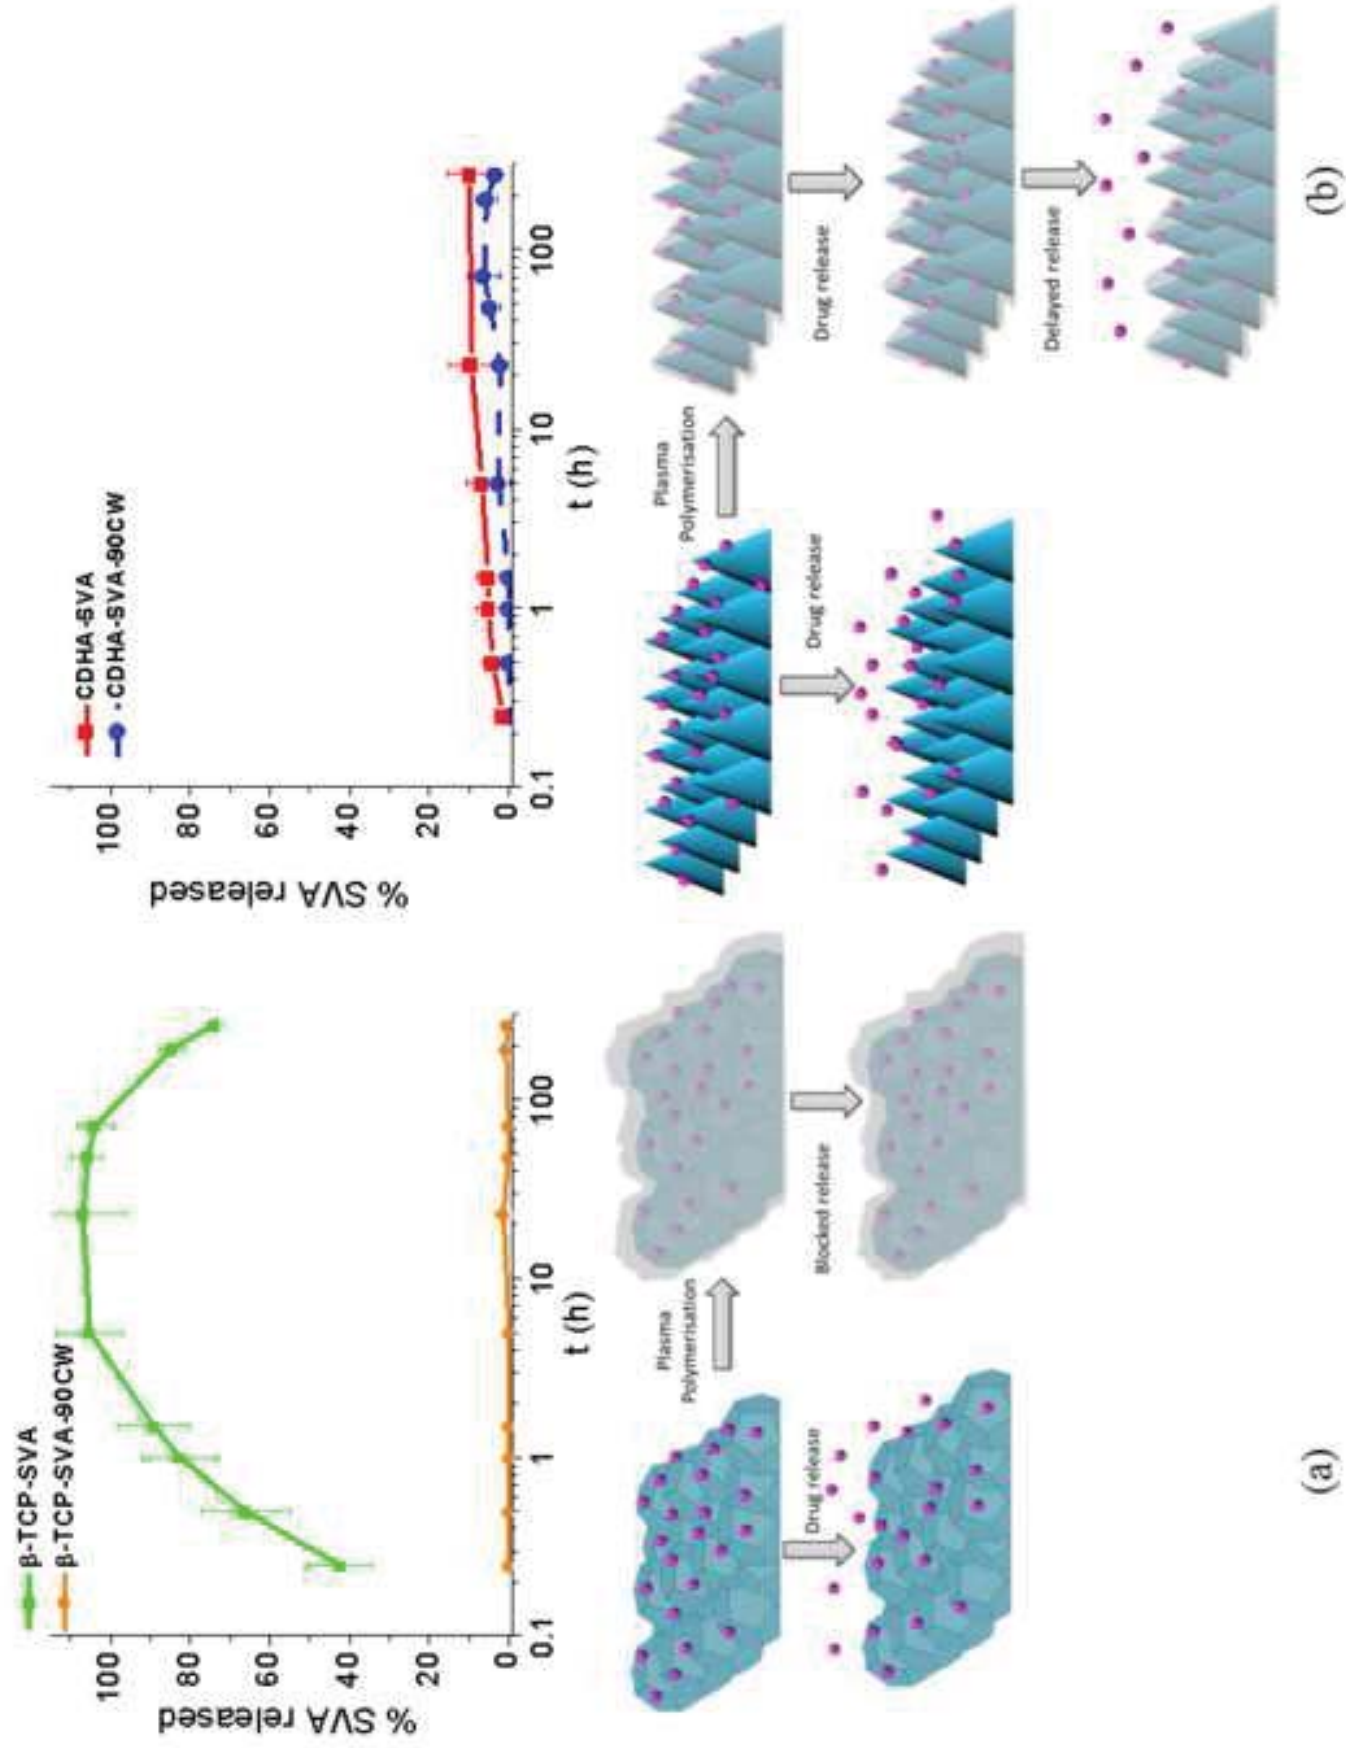 β-TCP-SVA
β-TCP-SVA-90CW
% SVA released
100
80
60
40
20
0
0.1
1
10
100
t (h)
Plasma
Polymerisation
Drug release
Blocked release
(a)
CDHA-SVA
CDHA-SVA-90CW
% SVA released
100
80
60
40
20
0
0.1
1
10
100
t (h)
Plasma
Polymerisation
Drug release
Drug release
Delayed release
(b)